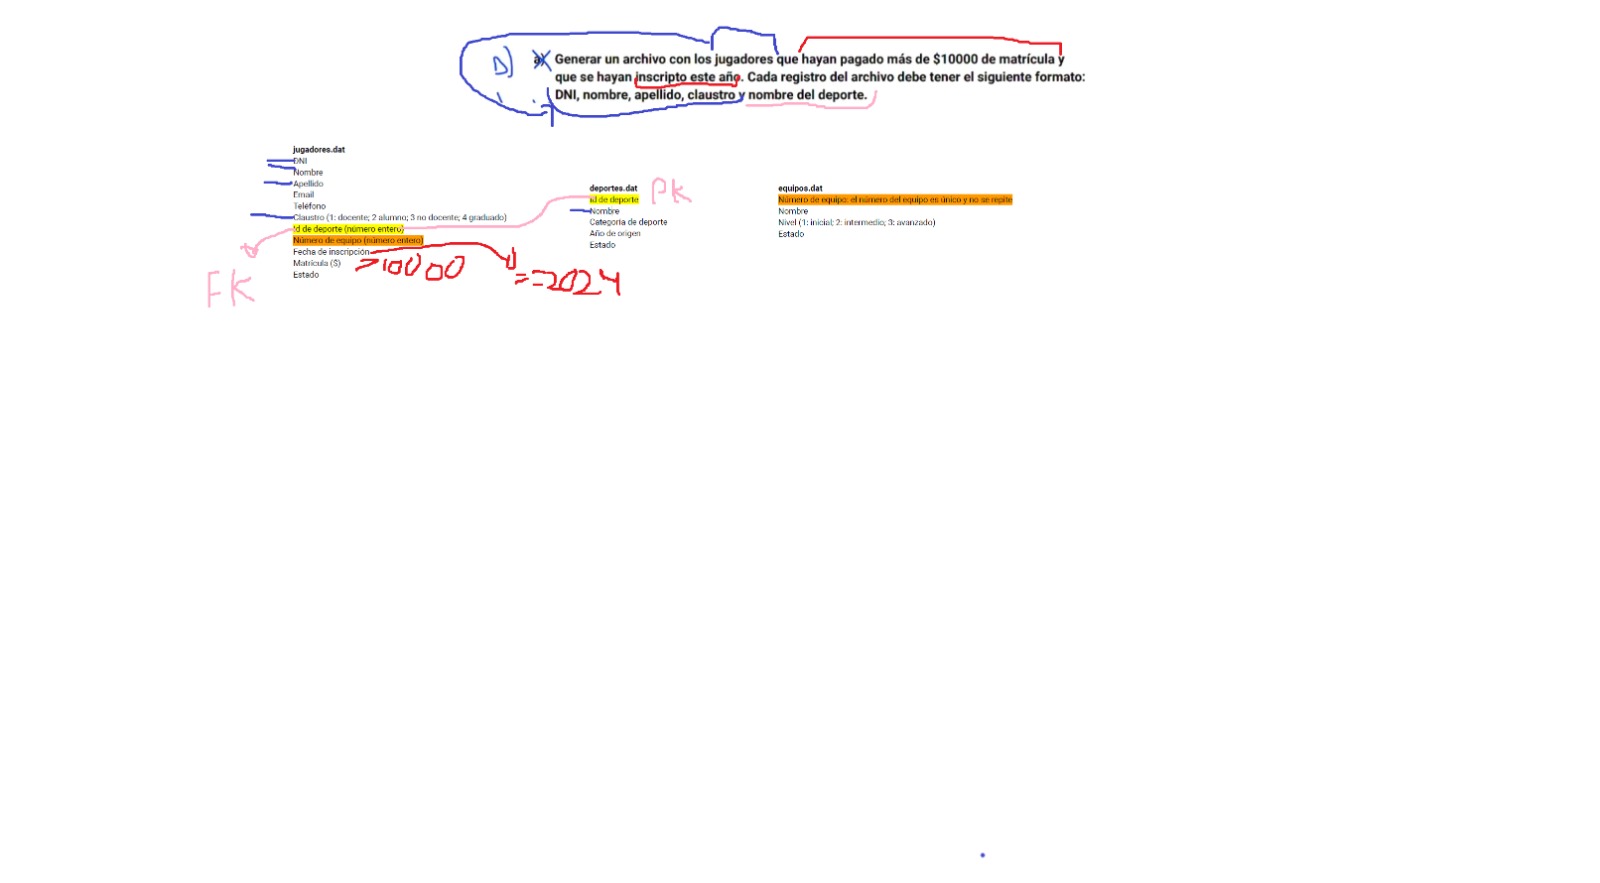 D) a) Generar un archivo con los jugadores que hayan pagado más de $10000 de matrícula y
que se hayan inscripto este año. Cada registro del archivo debe tener el siguiente formato:
DNI, nombre, apellido, claustro y nombre del deporte.
jugadores.dat
DNI
Nombre
Apellido
Email
Teléfono
Claustro (1: docente; 2 alumno; 3 no docente; 4 graduado)
Id de deporte (número entero)
Número de equipo (número entero)
Fecha de inscripción
Matrícula ($)
Estado
FK
>10000
==2024
deportes.dat
PK
id de deporte
Nombre
Categoría de deporte
Año de origen
Estado
equipos.dat
Número de equipo: el número del equipo es único y no se repite
Nombre
Nivel (1: inicial; 2: intermedio; 3: avanzado)
Estado